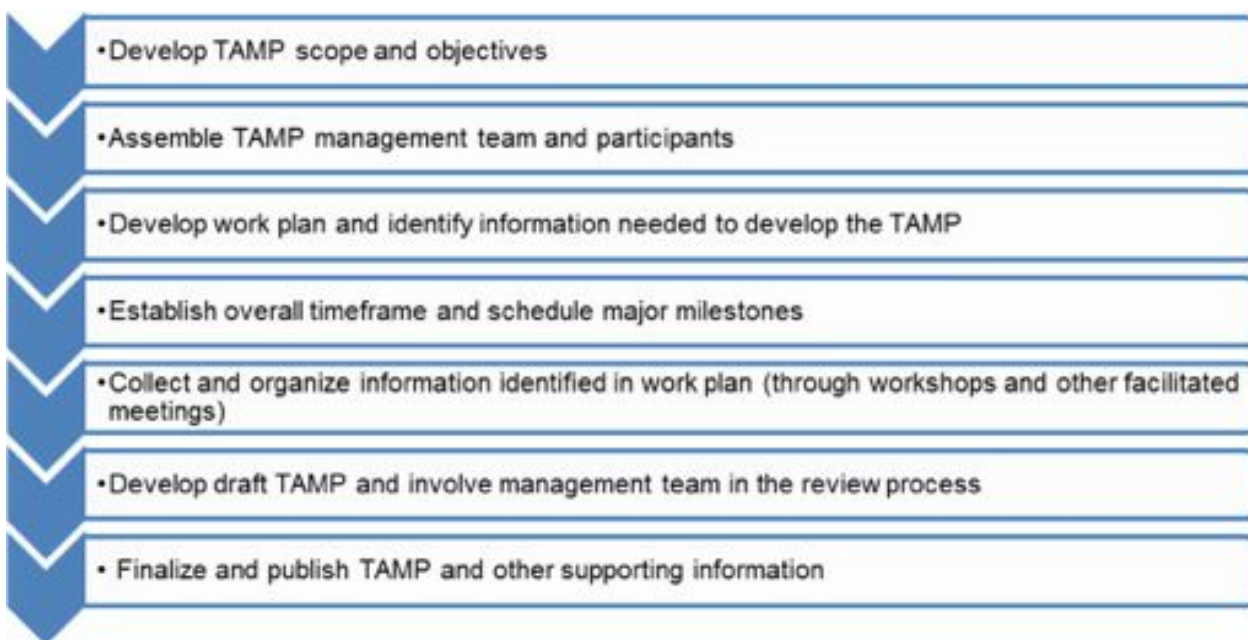 •Develop TAMP scope and objectives
•Assemble TAMP management team and participants
•Develop work plan and identify information needed to develop the TAMP
•Establish overall timeframe and schedule major milestones
•Collect and organize information identified in work plan (through workshops and other facilitated
meetings)
•Develop draft TAMP and involve management team in the review process
• Finalize and publish TAMP and other supporting information